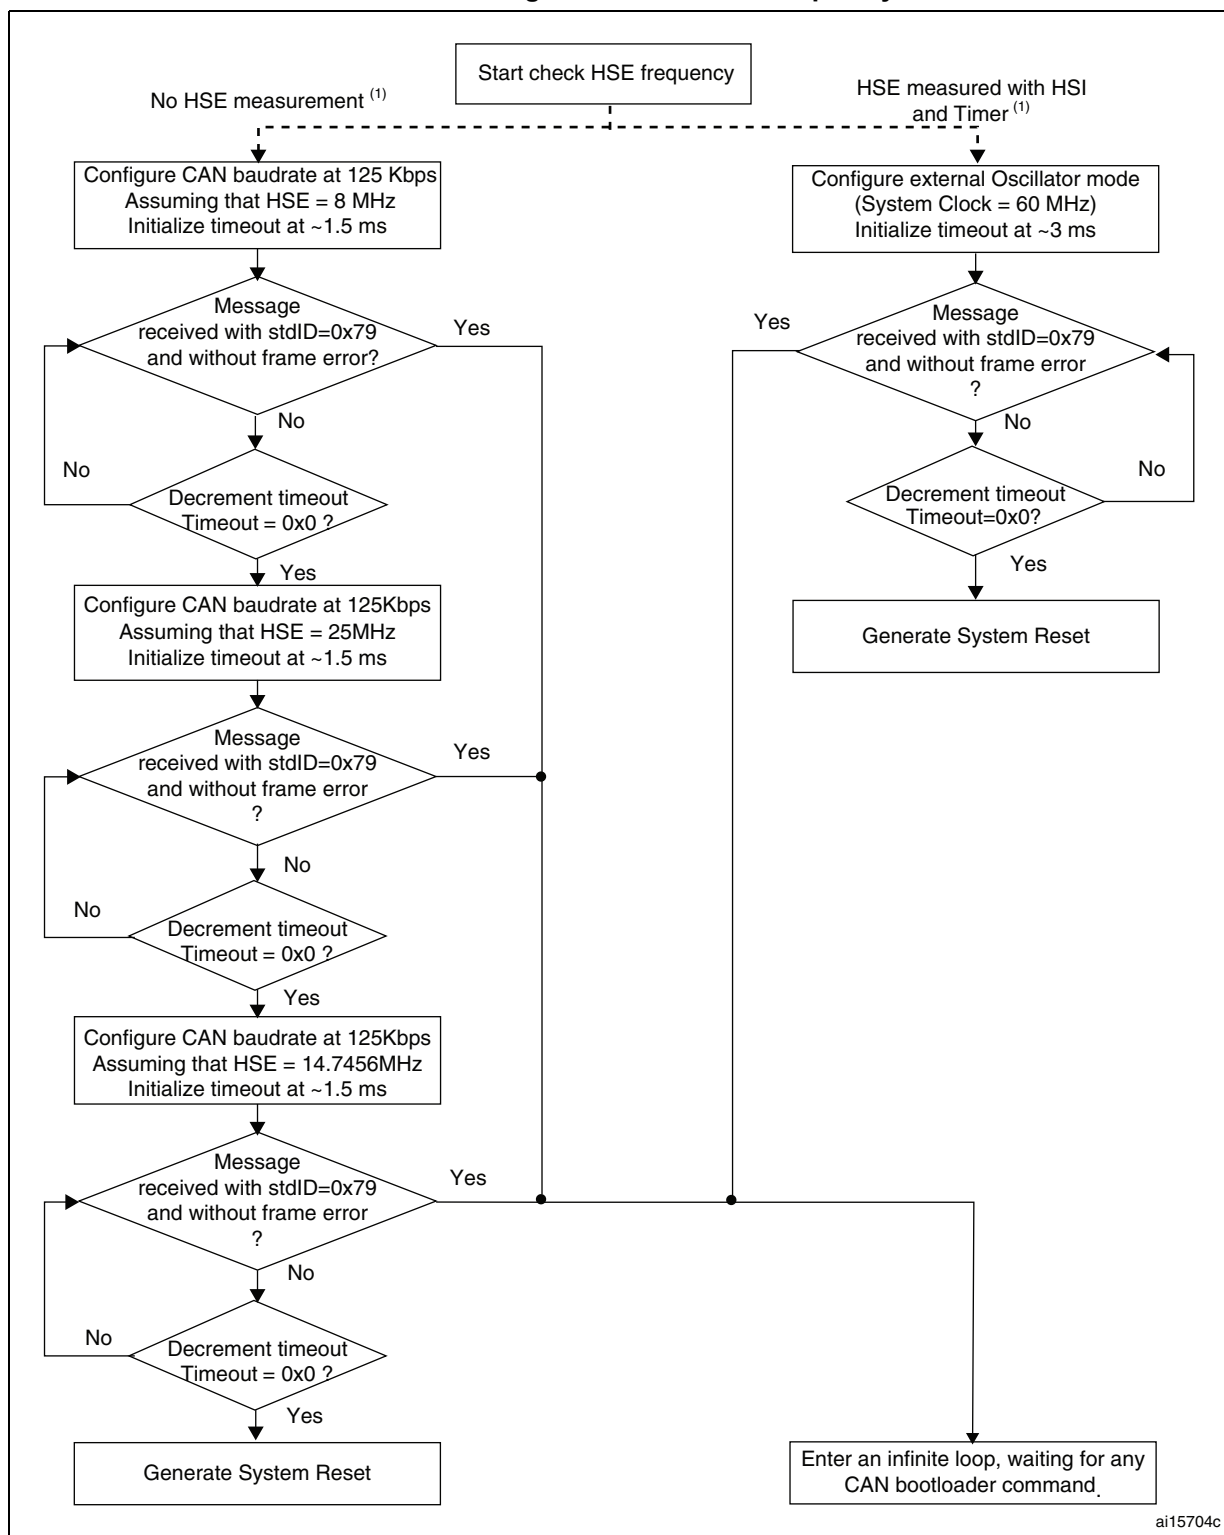 Start check HSE frequency
No HSE measurement (1)
HSE measured with HSI
and Timer (1)
Configure CAN baudrate at 125 Kbps
Assuming that HSE = 8 MHz
Initialize timeout at ~1.5 ms
Configure external Oscillator mode
(System Clock = 60 MHz)
Initialize timeout at ~3 ms
Message
received with stdID=0x79
and without frame error?
Yes
No
No
Decrement timeout
Timeout = 0x0 ?
Yes
Yes
Message
received with stdID=0x79
and without frame error
?
No
No
Decrement timeout
Timeout=0x0?
Yes
Generate System Reset
Configure CAN baudrate at 125Kbps
Assuming that HSE = 25MHz
Initialize timeout at ~1.5 ms
Message
received with stdID=0x79
and without frame error
?
Yes
No
No
Decrement timeout
Timeout = 0x0 ?
Yes
Configure CAN baudrate at 125Kbps
Assuming that HSE = 14.7456MHz
Initialize timeout at ~1.5 ms
Message
received with stdID=0x79
and without frame error
?
Yes
No
No
Decrement timeout
Timeout = 0x0 ?
Yes
Generate System Reset
Enter an infinite loop, waiting for any
CAN bootloader command.
ai15704c